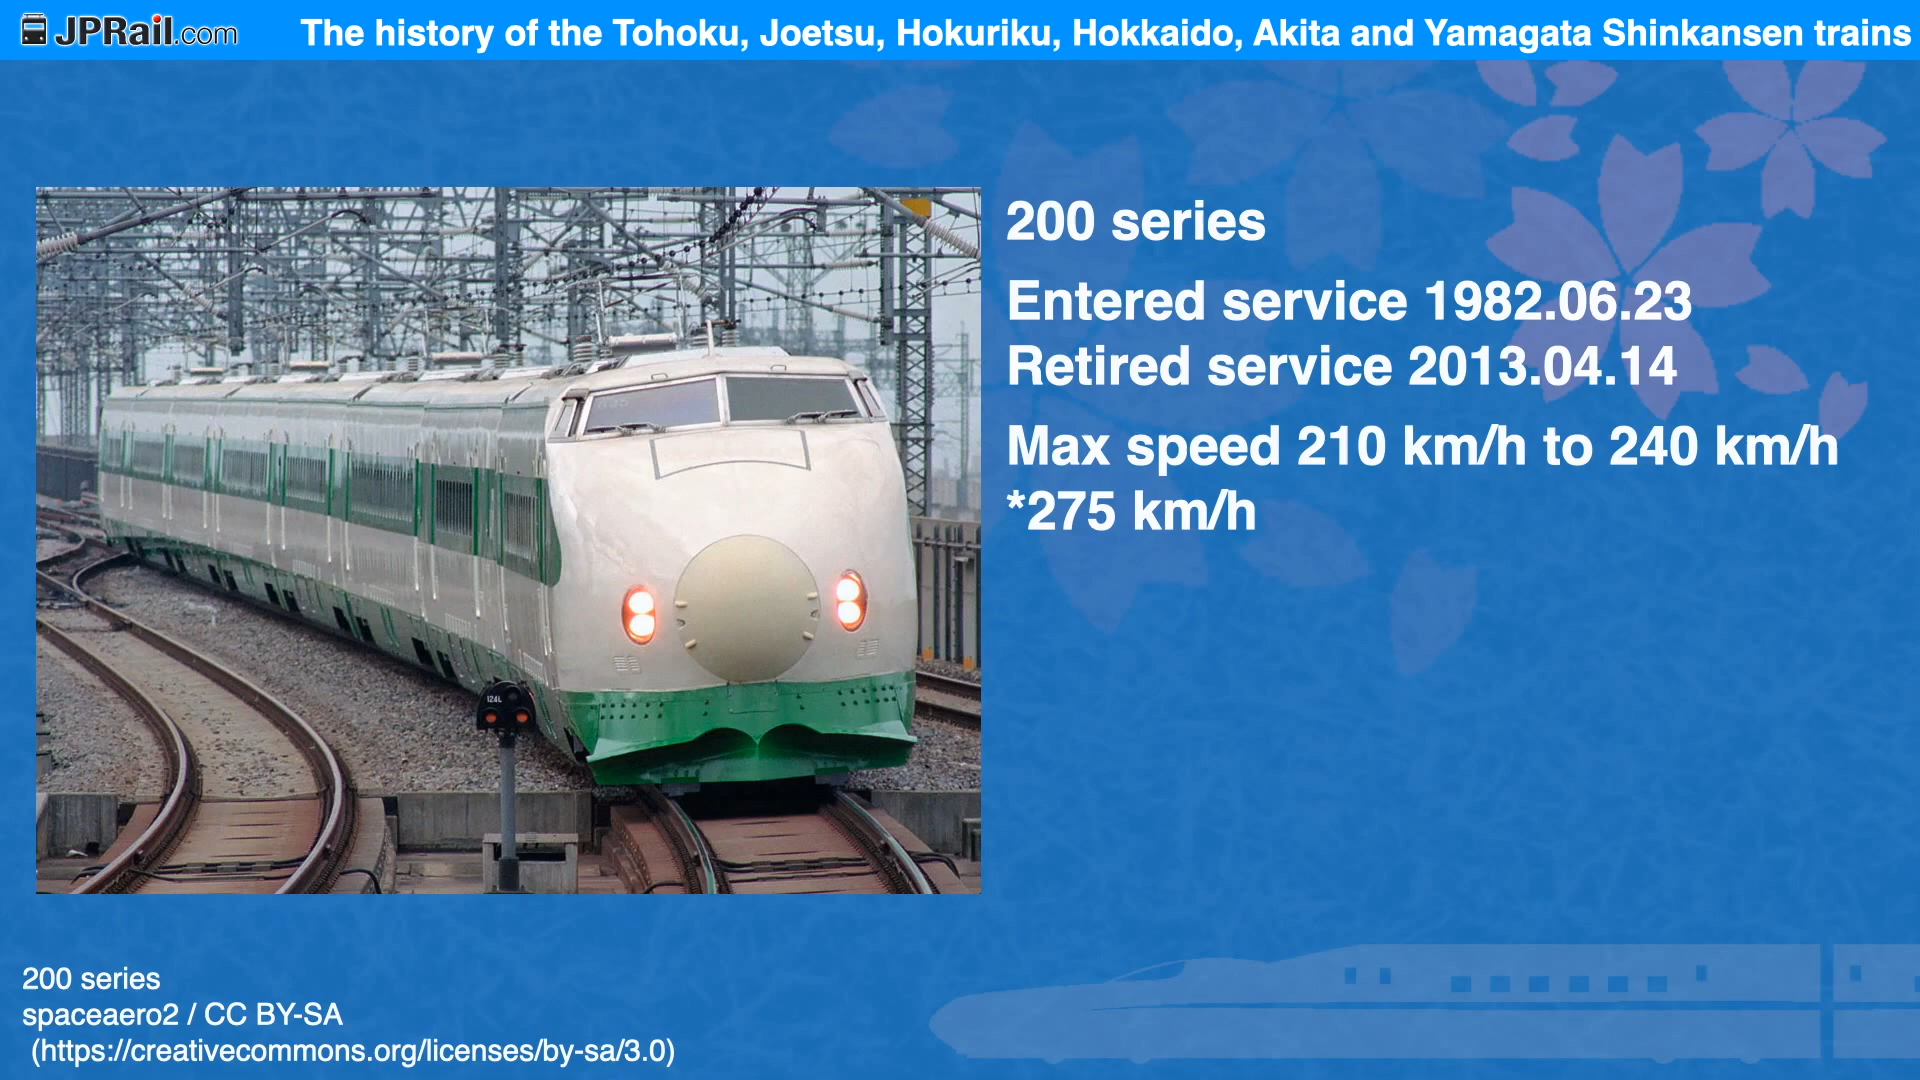 JPRail.com
The history of the Tohoku, Joetsu, Hokuriku, Hokkaido, Akita and Yamagata Shinkansen trains
200 series
Entered service 1982.06.23
Retired service 2013.04.14
Max speed 210 km/h to 240 km/h
*275 km/h
124L
200 series
spaceaero2 / CC BY-SA
(https://creativecommons.org/licenses/by-sa/3.0)